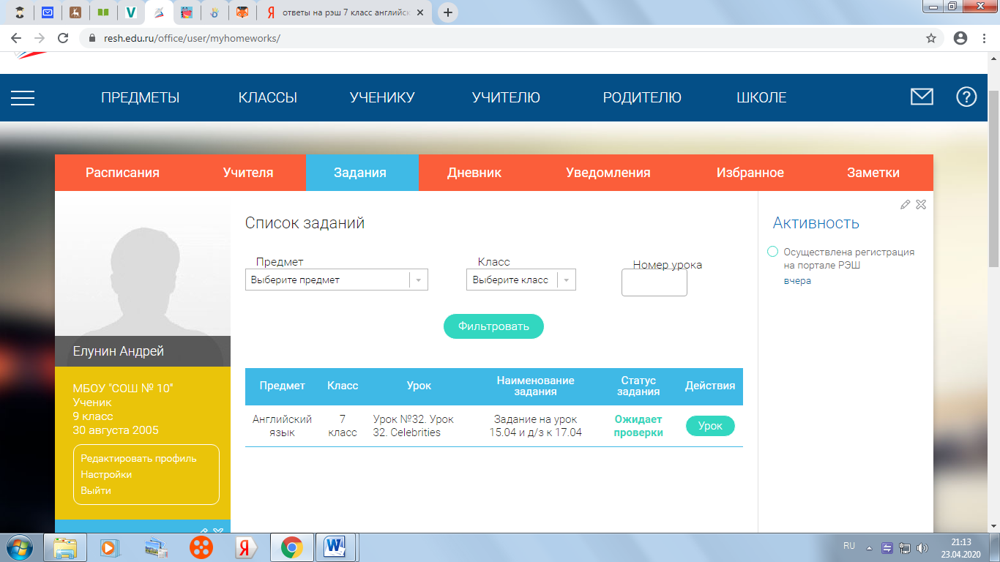 ответы на рэш 7 класс английск
resh.edu.ru/office/user/myhomeworks/
ПРЕДМЕТЫ КЛАССЫ УЧЕНИКУ УЧИТЕЛЮ РОДИТЕЛЮ ШКОЛЕ
Расписания Учителя Задания Дневник Уведомления Избранное Заметки
Список заданий
Предмет Класс Номер урока
Выберите предмет Выберите класс
Фильтровать
Активность
Осуществлена регистрация
на портале РЭШ
вчера
Елунин Андрей
МБОУ "СОШ № 10"
Ученик
9 класс
30 августа 2005
Редактировать профиль
Настройки
Выйти
Предмет Класс Урок Наименование задания Статус задания Действия
Английский 7 Урок №32. Урок Задание на урок Ожидает Урок
язык класс 32. Celebrities 15.04 и д/з к 17.04 проверки
RU
21:13
23.04.2020